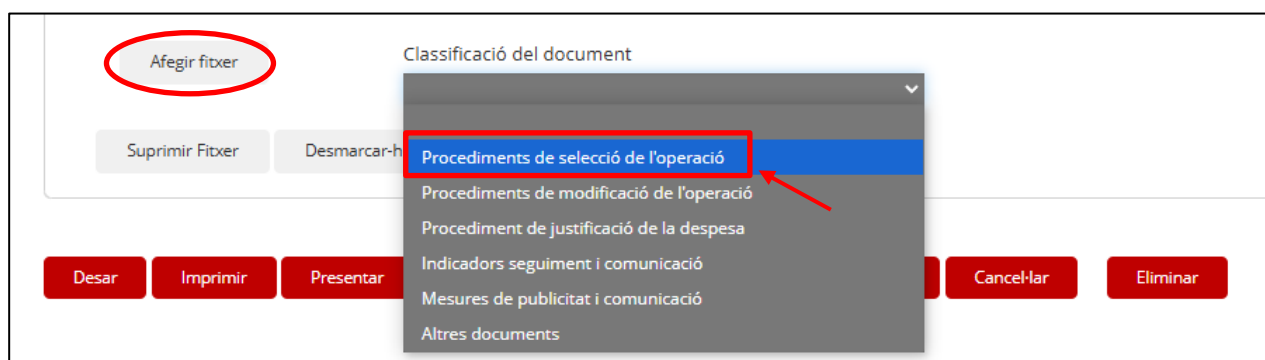 Afegir fitxer
Classificació del document
Suprimir Fitxer
Desmarcar-h
Procediments de selecció de l'operació
Procediments de modificació de l'operació
Procediment de justificació de la despesa
Indicadors seguiment i comunicació
Mesures de publicitat i comunicació
Altres documents
Desar
Imprimir
Presentar
Cancel·lar
Eliminar